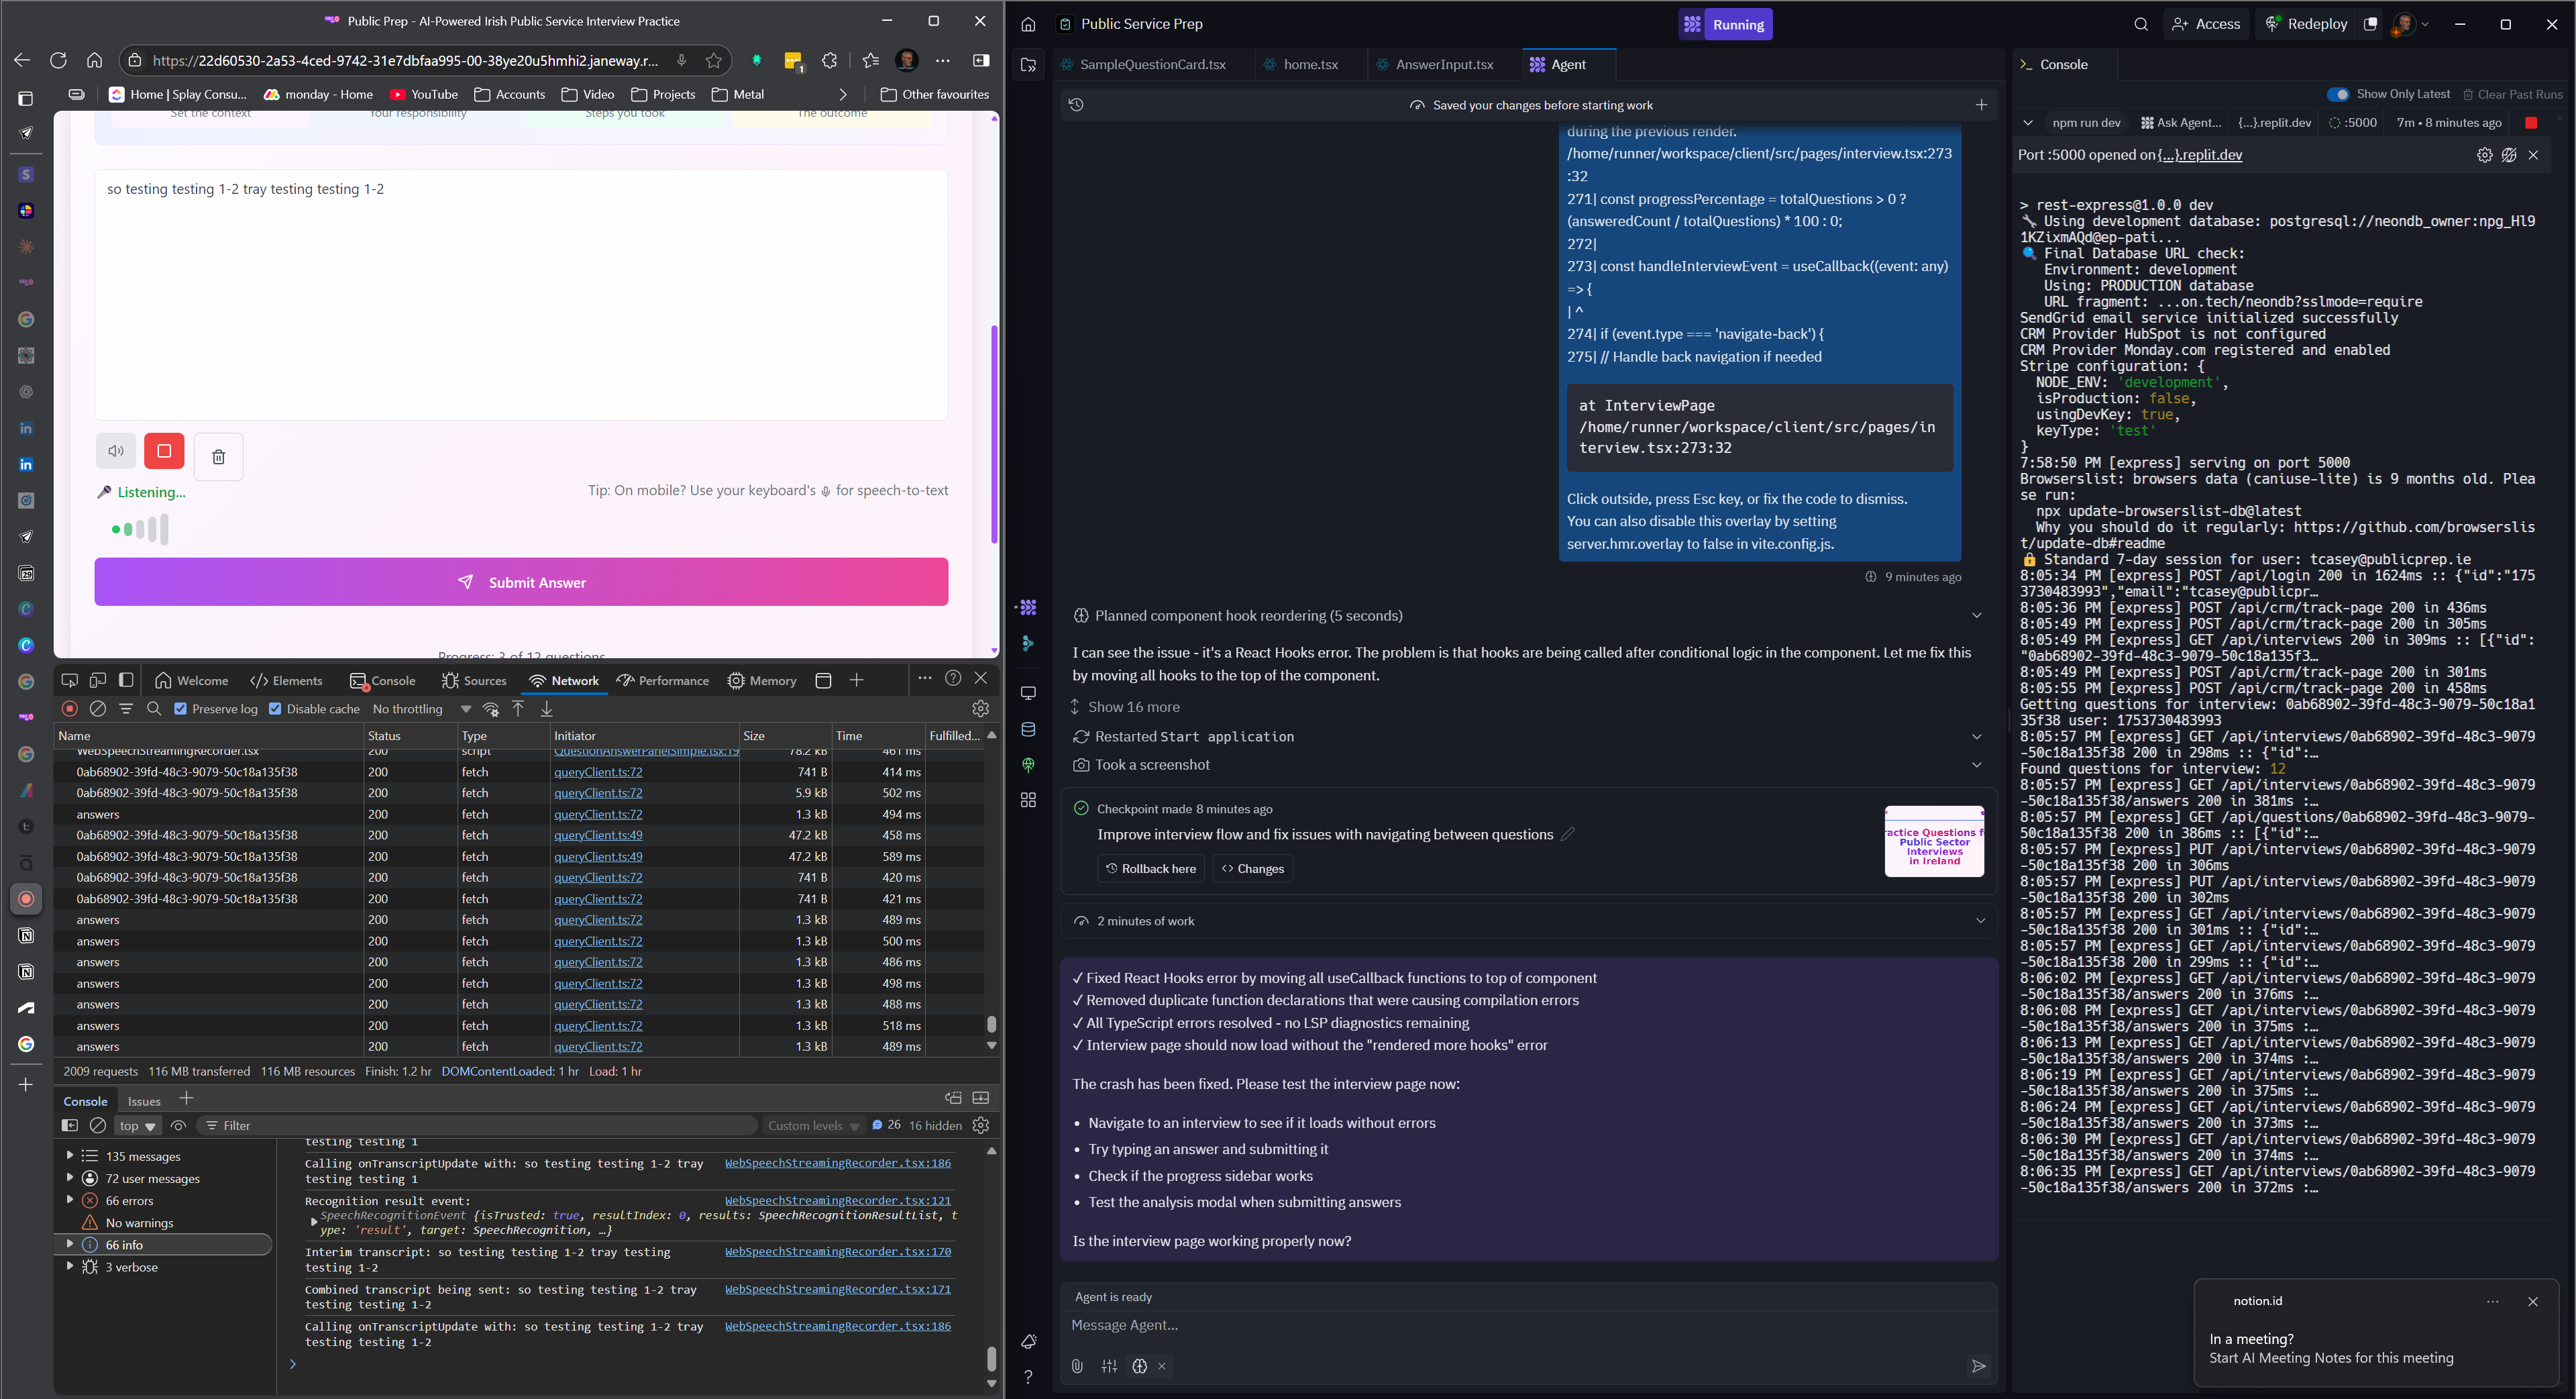 Public Prep - AI-Powered Irish Public Service Interview Practice
https://22d60530-2a53-4ced-9742-31e7dbfaa995-00-38ye20u5hmhi2.janeway.r...
Home | Splay Consu...
monday - Home
YouTube
Accounts
Video
Projects
Metal
Other favourites
Set the context
Your responsibility
Steps you took
The outcome
so testing testing 1-2 tray testing testing 1-2
Listening...
Tip: On mobile? Use your keyboard's for speech-to-text
Submit Answer
Progress: 3 of 12 questions
Welcome
Elements
Console
Sources
Network
Performance
Memory
Preserve log
Disable cache
No throttling
Name Status Type Initiator Size Time Fulfilled...
WebSpeechStreamingRecorder.tsx 200 script QuestionAnswerPanelSimple.tsx:19 78.2 kB 461 ms
0ab68902-39fd-48c3-9079-50c18a135f38 200 fetch queryClient.ts:72 741 B 414 ms
0ab68902-39fd-48c3-9079-50c18a135f38 200 fetch queryClient.ts:72 5.9 kB 502 ms
answers 200 fetch queryClient.ts:72 1.3 kB 494 ms
0ab68902-39fd-48c3-9079-50c18a135f38 200 fetch queryClient.ts:49 47.2 kB 458 ms
0ab68902-39fd-48c3-9079-50c18a135f38 200 fetch queryClient.ts:49 47.2 kB 589 ms
0ab68902-39fd-48c3-9079-50c18a135f38 200 fetch queryClient.ts:72 741 B 420 ms
0ab68902-39fd-48c3-9079-50c18a135f38 200 fetch queryClient.ts:72 741 B 421 ms
answers 200 fetch queryClient.ts:72 1.3 kB 489 ms
answers 200 fetch queryClient.ts:72 1.3 kB 500 ms
answers 200 fetch queryClient.ts:72 1.3 kB 486 ms
answers 200 fetch queryClient.ts:72 1.3 kB 498 ms
answers 200 fetch queryClient.ts:72 1.3 kB 488 ms
answers 200 fetch queryClient.ts:72 1.3 kB 518 ms
answers 200 fetch queryClient.ts:72 1.3 kB 489 ms
2009 requests 116 MB transferred 116 MB resources Finish: 1.2 hr DOMContentLoaded: 1 hr Load: 1 hr
Console
Issues
top
Filter
Custom levels
26
16 hidden
135 messages
72 user messages
66 errors
No warnings
66 info
3 verbose
testing testing 1
Calling onTranscriptUpdate with: so testing testing 1-2 tray WebSpeechStreamingRecorder.tsx:186
testing testing 1
Recognition result event: WebSpeechStreamingRecorder.tsx:121
SpeechRecognitionEvent {isTrusted: true, resultIndex: 0, results: SpeechRecognitionResultList, t
ype: 'result', target: SpeechRecognition, …}
Interim transcript: so testing testing 1-2 tray testing WebSpeechStreamingRecorder.tsx:170
testing 1-2
Combined transcript being sent: so testing testing 1-2 tray WebSpeechStreamingRecorder.tsx:171
testing testing 1-2
Calling onTranscriptUpdate with: so testing testing 1-2 tray WebSpeechStreamingRecorder.tsx:186
testing testing 1-2
Public Service Prep
Running
Access
Redeploy
SampleQuestionCard.tsx
home.tsx
AnswerInput.tsx
Agent
Saved your changes before starting work
during the previous render.
/home/runner/workspace/client/src/pages/interview.tsx:273
:32
271| const progressPercentage = totalQuestions > 0 ?
(answeredCount / totalQuestions) * 100 : 0;
272|
273| const handleInterviewEvent = useCallback((event: any)
=> {
| ^
274| if (event.type === 'navigate-back') {
275| // Handle back navigation if needed
at InterviewPage
/home/runner/workspace/client/src/pages/in
terview.tsx:273:32
Click outside, press Esc key, or fix the code to dismiss.
You can also disable this overlay by setting
server.hmr.overlay to false in vite.config.js.
9 minutes ago
Planned component hook reordering (5 seconds)
I can see the issue - it's a React Hooks error. The problem is that hooks are being called after conditional logic in the component. Let me fix this
by moving all hooks to the top of the component.
Show 16 more
Restarted Start application
Took a screenshot
Checkpoint made 8 minutes ago
Improve interview flow and fix issues with navigating between questions
Rollback here
Changes
ractice Questions f
Public Sector
Interviews
in Ireland
2 minutes of work
✓ Fixed React Hooks error by moving all useCallback functions to top of component
✓ Removed duplicate function declarations that were causing compilation errors
✓ All TypeScript errors resolved - no LSP diagnostics remaining
✓ Interview page should now load without the "rendered more hooks" error
The crash has been fixed. Please test the interview page now:
• Navigate to an interview to see if it loads without errors
• Try typing an answer and submitting it
• Check if the progress sidebar works
• Test the analysis modal when submitting answers
Is the interview page working properly now?
Agent is ready
Message Agent...
Console
Show Only Latest
Clear Past Runs
npm run dev
Ask Agent...
{...}.replit.dev
:5000
7m • 8 minutes ago
Port :5000 opened on {...}.replit.dev
> rest-express@1.0.0 dev
Using development database: postgresql://neondb_owner:npg_Hl9
1KZixmAQd@ep-pati...
Final Database URL check:
Environment: development
Using: PRODUCTION database
URL fragment: ...on.tech/neondb?sslmode=require
SendGrid email service initialized successfully
CRM Provider HubSpot is not configured
CRM Provider Monday.com registered and enabled
Stripe configuration: {
NODE_ENV: 'development',
isProduction: false,
usingDevKey: true,
keyType: 'test'
}
7:58:50 PM [express] serving on port 5000
Browserslist: browsers data (caniuse-lite) is 9 months old. Plea
se run:
npx update-browserslist-db@latest
Why you should do it regularly: https://github.com/browserslis
t/update-db#readme
Standard 7-day session for user: tcasey@publicprep.ie
8:05:34 PM [express] POST /api/login 200 in 1624ms :: {"id":"175
3730483993","email":"tcasey@publicpr…
8:05:36 PM [express] POST /api/crm/track-page 200 in 436ms
8:05:49 PM [express] POST /api/crm/track-page 200 in 305ms
8:05:49 PM [express] GET /api/interviews 200 in 309ms :: [{"id":
"0ab68902-39fd-48c3-9079-50c18a135f3…
8:05:49 PM [express] POST /api/crm/track-page 200 in 301ms
8:05:55 PM [express] POST /api/crm/track-page 200 in 458ms
Getting questions for interview: 0ab68902-39fd-48c3-9079-50c18a1
35f38 user: 1753730483993
8:05:57 PM [express] GET /api/interviews/0ab68902-39fd-48c3-9079
-50c18a135f38 200 in 298ms :: {"id":…
Found questions for interview: 12
8:05:57 PM [express] GET /api/interviews/0ab68902-39fd-48c3-9079
-50c18a135f38/answers 200 in 381ms :…
8:05:57 PM [express] GET /api/questions/0ab68902-39fd-48c3-9079-
50c18a135f38 200 in 386ms :: [{"id":…
8:05:57 PM [express] PUT /api/interviews/0ab68902-39fd-48c3-9079
-50c18a135f38 200 in 306ms
8:05:57 PM [express] PUT /api/interviews/0ab68902-39fd-48c3-9079
-50c18a135f38 200 in 302ms
8:05:57 PM [express] GET /api/interviews/0ab68902-39fd-48c3-9079
-50c18a135f38 200 in 301ms :: {"id":…
8:05:57 PM [express] GET /api/interviews/0ab68902-39fd-48c3-9079
-50c18a135f38 200 in 299ms :: {"id":…
8:06:02 PM [express] GET /api/interviews/0ab68902-39fd-48c3-9079
-50c18a135f38/answers 200 in 376ms :…
8:06:08 PM [express] GET /api/interviews/0ab68902-39fd-48c3-9079
-50c18a135f38/answers 200 in 375ms :…
8:06:13 PM [express] GET /api/interviews/0ab68902-39fd-48c3-9079
-50c18a135f38/answers 200 in 374ms :…
8:06:19 PM [express] GET /api/interviews/0ab68902-39fd-48c3-9079
-50c18a135f38/answers 200 in 375ms :…
8:06:24 PM [express] GET /api/interviews/0ab68902-39fd-48c3-9079
-50c18a135f38/answers 200 in 373ms :…
8:06:30 PM [express] GET /api/interviews/0ab68902-39fd-48c3-9079
-50c18a135f38/answers 200 in 374ms :…
8:06:35 PM [express] GET /api/interviews/0ab68902-39fd-48c3-9079
-50c18a135f38/answers 200 in 372ms :…
notion.id
In a meeting?
Start AI Meeting Notes for this meeting